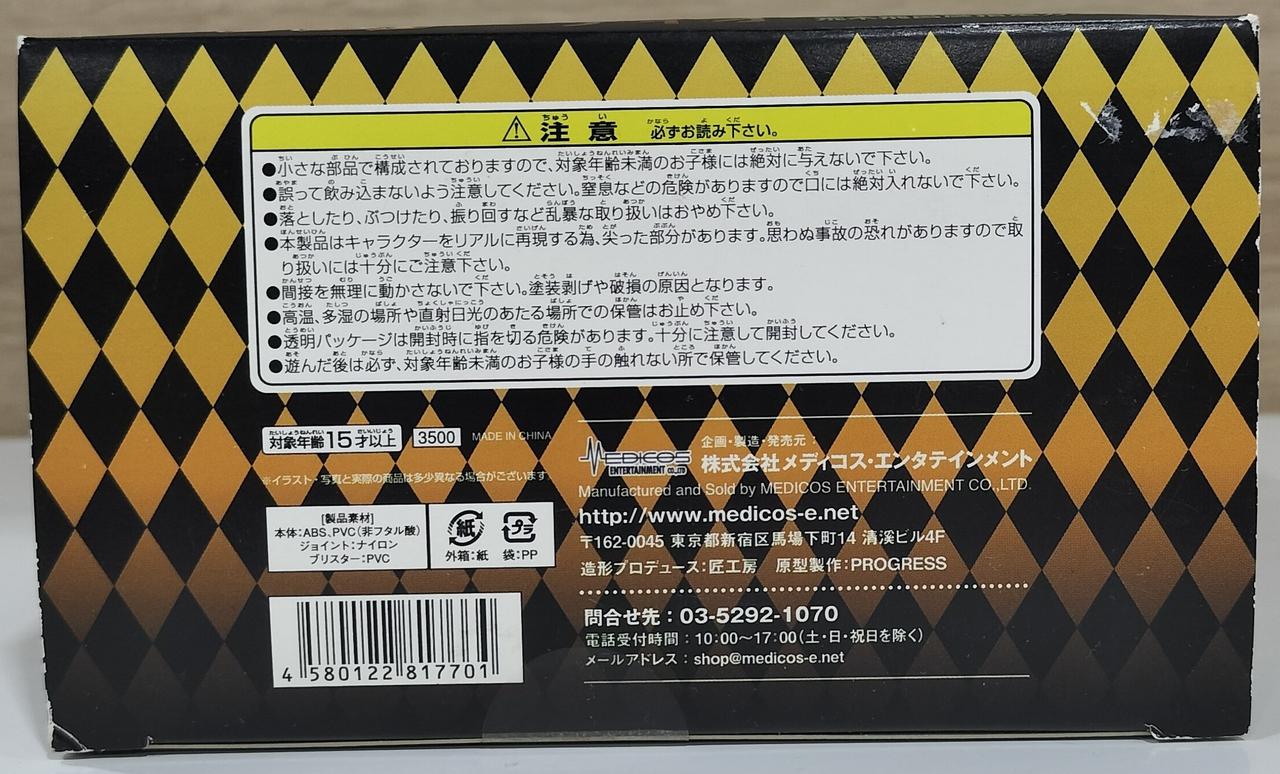 注意 必ずお読み下さい。
●小さな部品で構成されておりますので、対象年齢未満のお子様には絶対に与えないで下さい。
●誤って飲み込まないよう注意してください。窒息などの危険がありますので口には絶対入れないで下さい。
●落としたり、ぶつけたり、振り回すなど乱暴な取り扱いはおやめ下さい。
●本製品はキャラクターをリアルに再現する為、尖った部分があります。思わぬ事故の恐れがありますので取
り扱いには十分にご注意下さい。
●間接を無理に動かさないで下さい。塗装剥げや破損の原因となります。
●高温、多湿の場所や直射日光のあたる場所での保管はお止め下さい。
●透明パッケージは開封時に指を切る危険があります。十分に注意して開封してください。
●遊んだ後は必ず、対象年齢未満のお子様の手の触れない所で保管してください。
対象年齢15才以上 3500 MADE IN CHINA
※イラスト・写真と実際の商品は多少異なる場合がございます。
[製品素材]
本体:ABS、PVC(非フタル酸)
ジョイント:ナイロン
ブリスター:PVC
紙 プラ
外箱:紙 袋:PP
4 580122 817701
MEDICOS
ENTERTAINMENT CO.,LTD
企画・製造・発売元:
株式会社メディコス・エンタテインメント
Manufactured and Sold by MEDICOS ENTERTAINMENT CO.,LTD.
http://www.medicos-e.net
〒162-0045 東京都新宿区馬場下町14 清溪ビル4F
造形プロデュース:匠工房 原型製作:PROGRESS
問合せ先:03-5292-1070
電話受付時間:10:00〜17:00(土・日・祝日を除く)
メールアドレス:shop@medicos-e.net